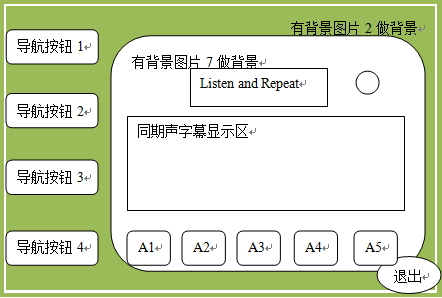 有背景图片 2 做背景
导航按钮 1
有背景图片 7 做背景
Listen and Repeat
导航按钮 2
同期声字幕显示区
导航按钮 3
导航按钮 4
A1
A2
A3
A4
A5
退出